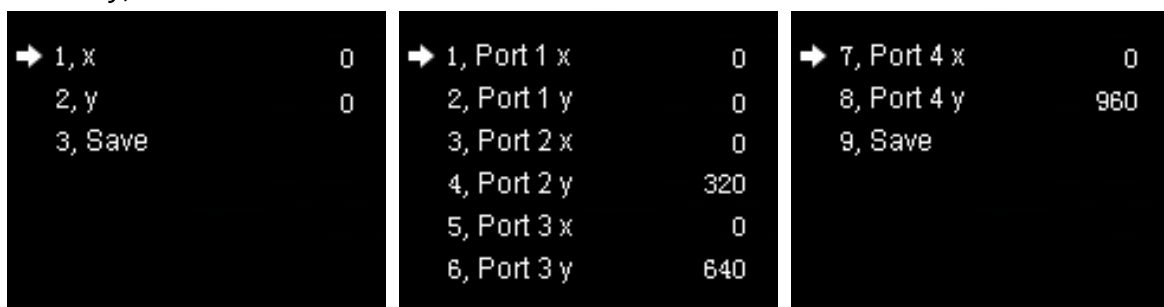 1, x 0
2, y 0
3, Save
1, Port 1 x 0
2, Port 1 y 0
3, Port 2 x 0
4, Port 2 y 320
5, Port 3 x 0
6, Port 3 y 640
7, Port 4 x 0
8, Port 4 y 960
9, Save